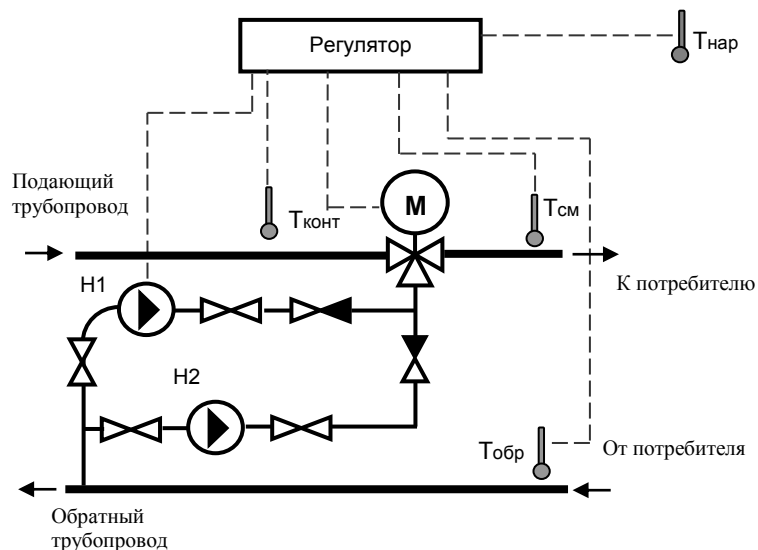 Регулятор
Тнар
Подающий
трубопровод
Тконт
М
Тсм
К потребителю
Н1
Н2
Тобр
От потребителя
Обратный
трубопровод